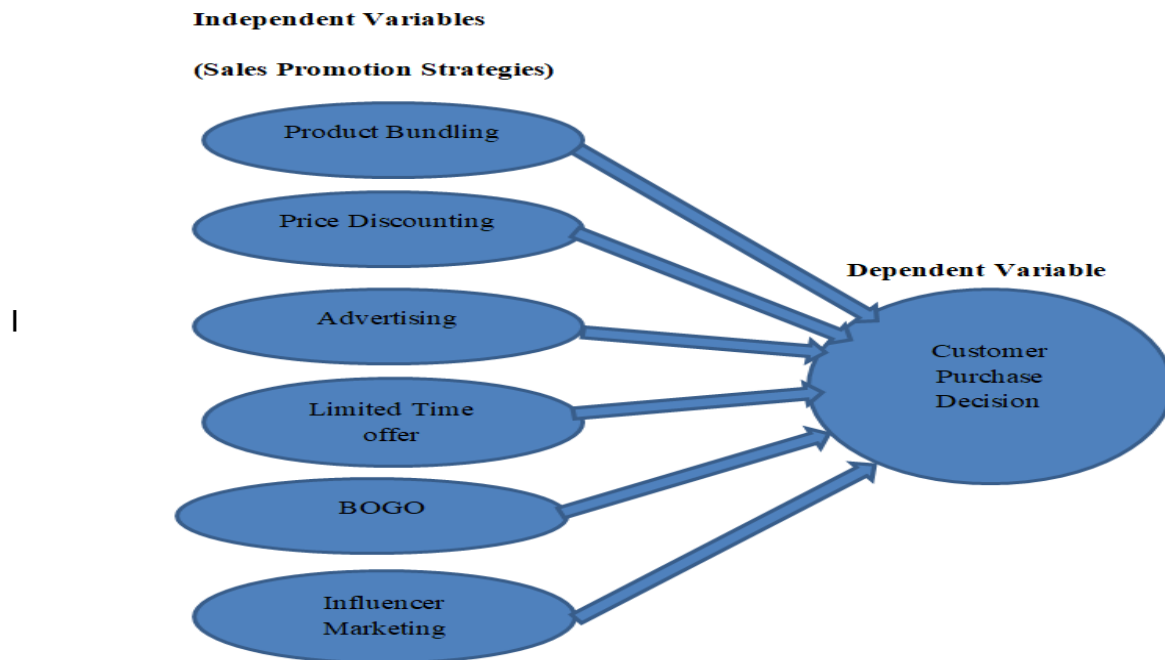 Independent Variables
(Sales Promotion Strategies)
Product Bundling
Price Discounting
Advertising
Limited Time
offer
BOGO
Influencer
Marketing
Dependent Variable
Customer
Purchase
Decision